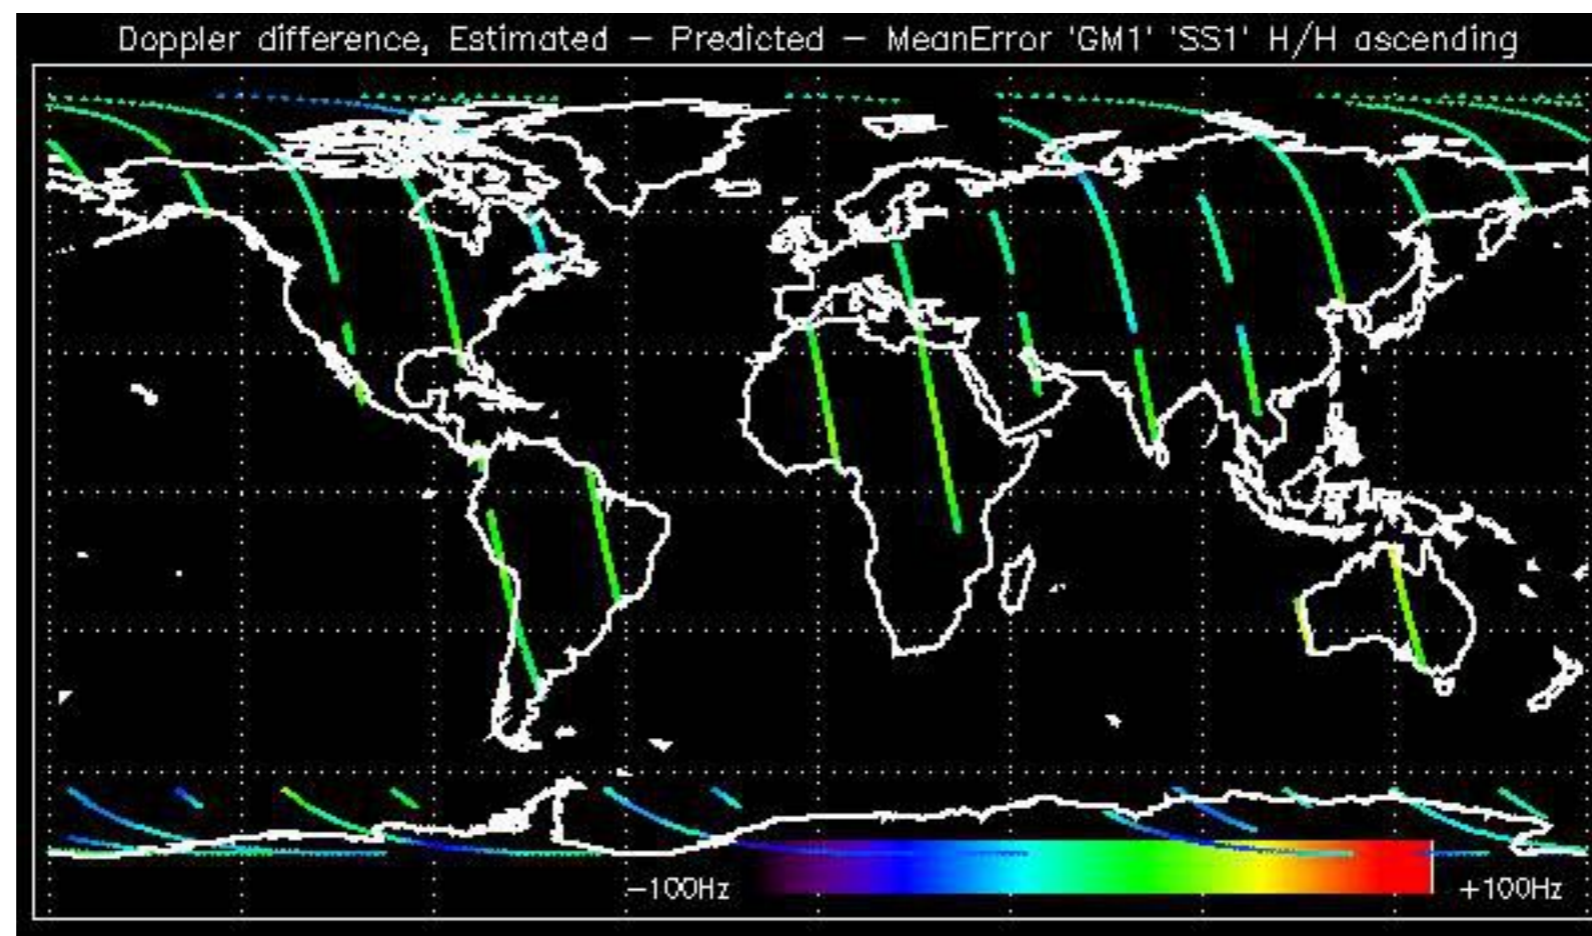 Doppler difference, Estimated – Predicted – MeanError 'GM1' 'SS1' H/H ascending
–100Hz
+100Hz